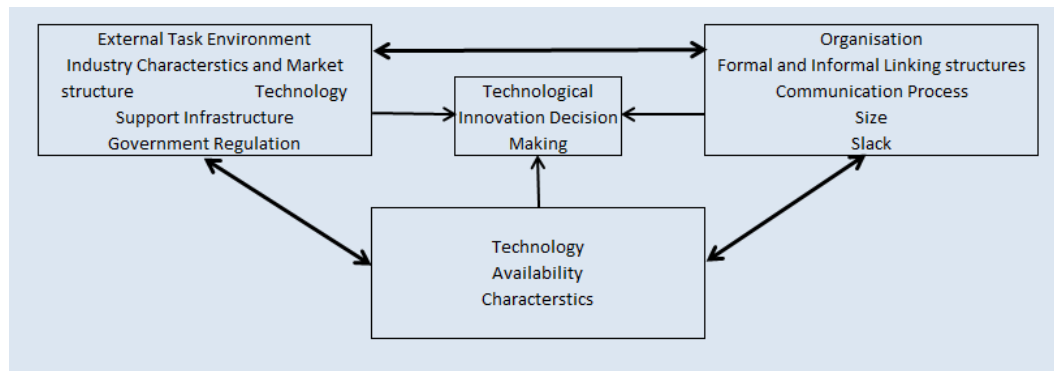 External Task Environment
Industry Characterstics and Market
structure Technology
Support Infrastructure
Government Regulation
Technological
Innovation Decision
Making
Organisation
Formal and Informal Linking structures
Communication Process
Size
Slack
Technology
Availability
Characterstics